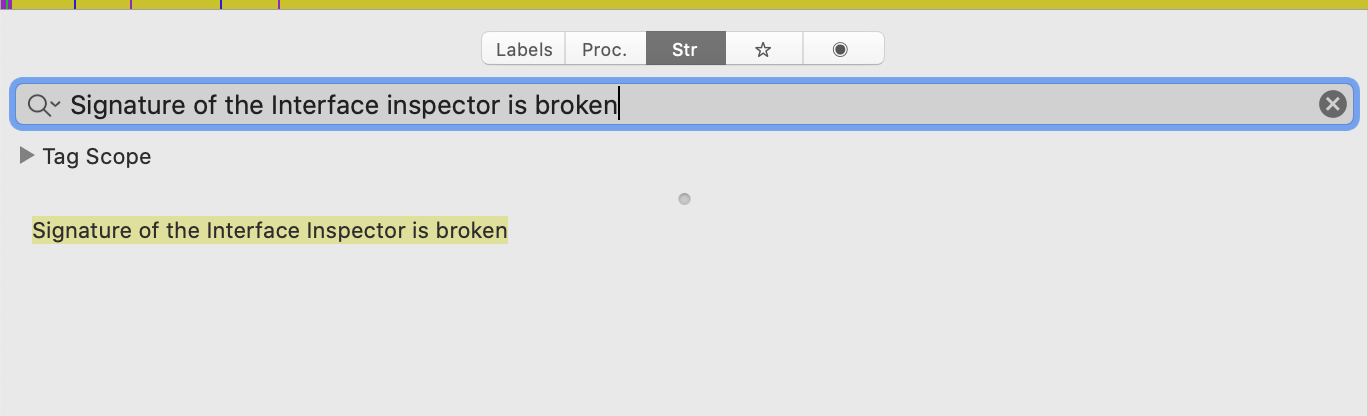 Labels Proc. Str ☆ ◉
Signature of the Interface inspector is broken
Tag Scope
Signature of the Interface Inspector is broken